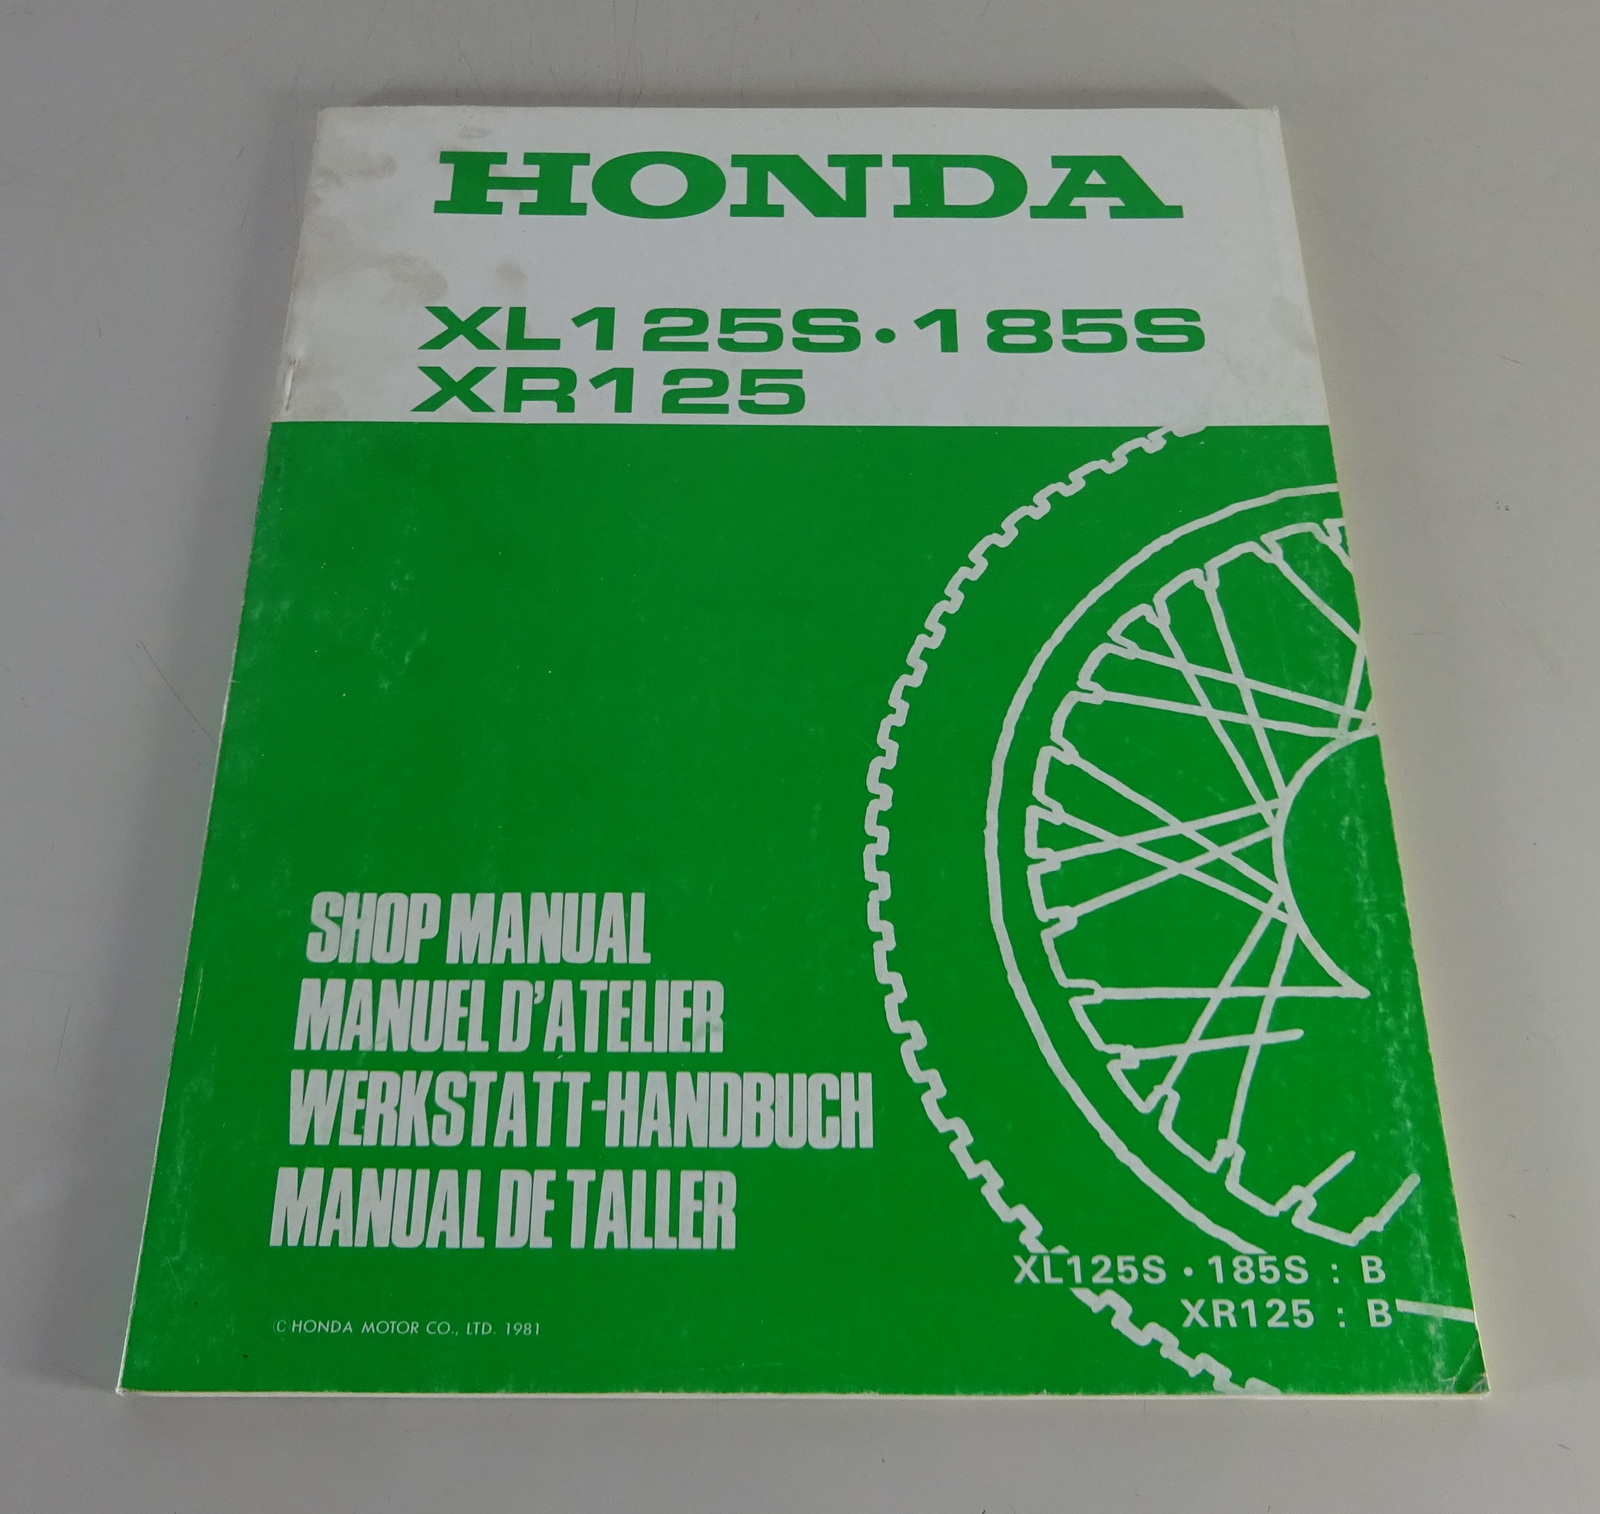 HONDA
XL125S·185S
XR125
SHOP MANUAL
MANUEL D'ATELIER
WERKSTATT-HANDBUCH
MANUAL DE TALLER
XL125S · 185S : B
XR125 : B
© HONDA MOTOR CO., LTD. 1981